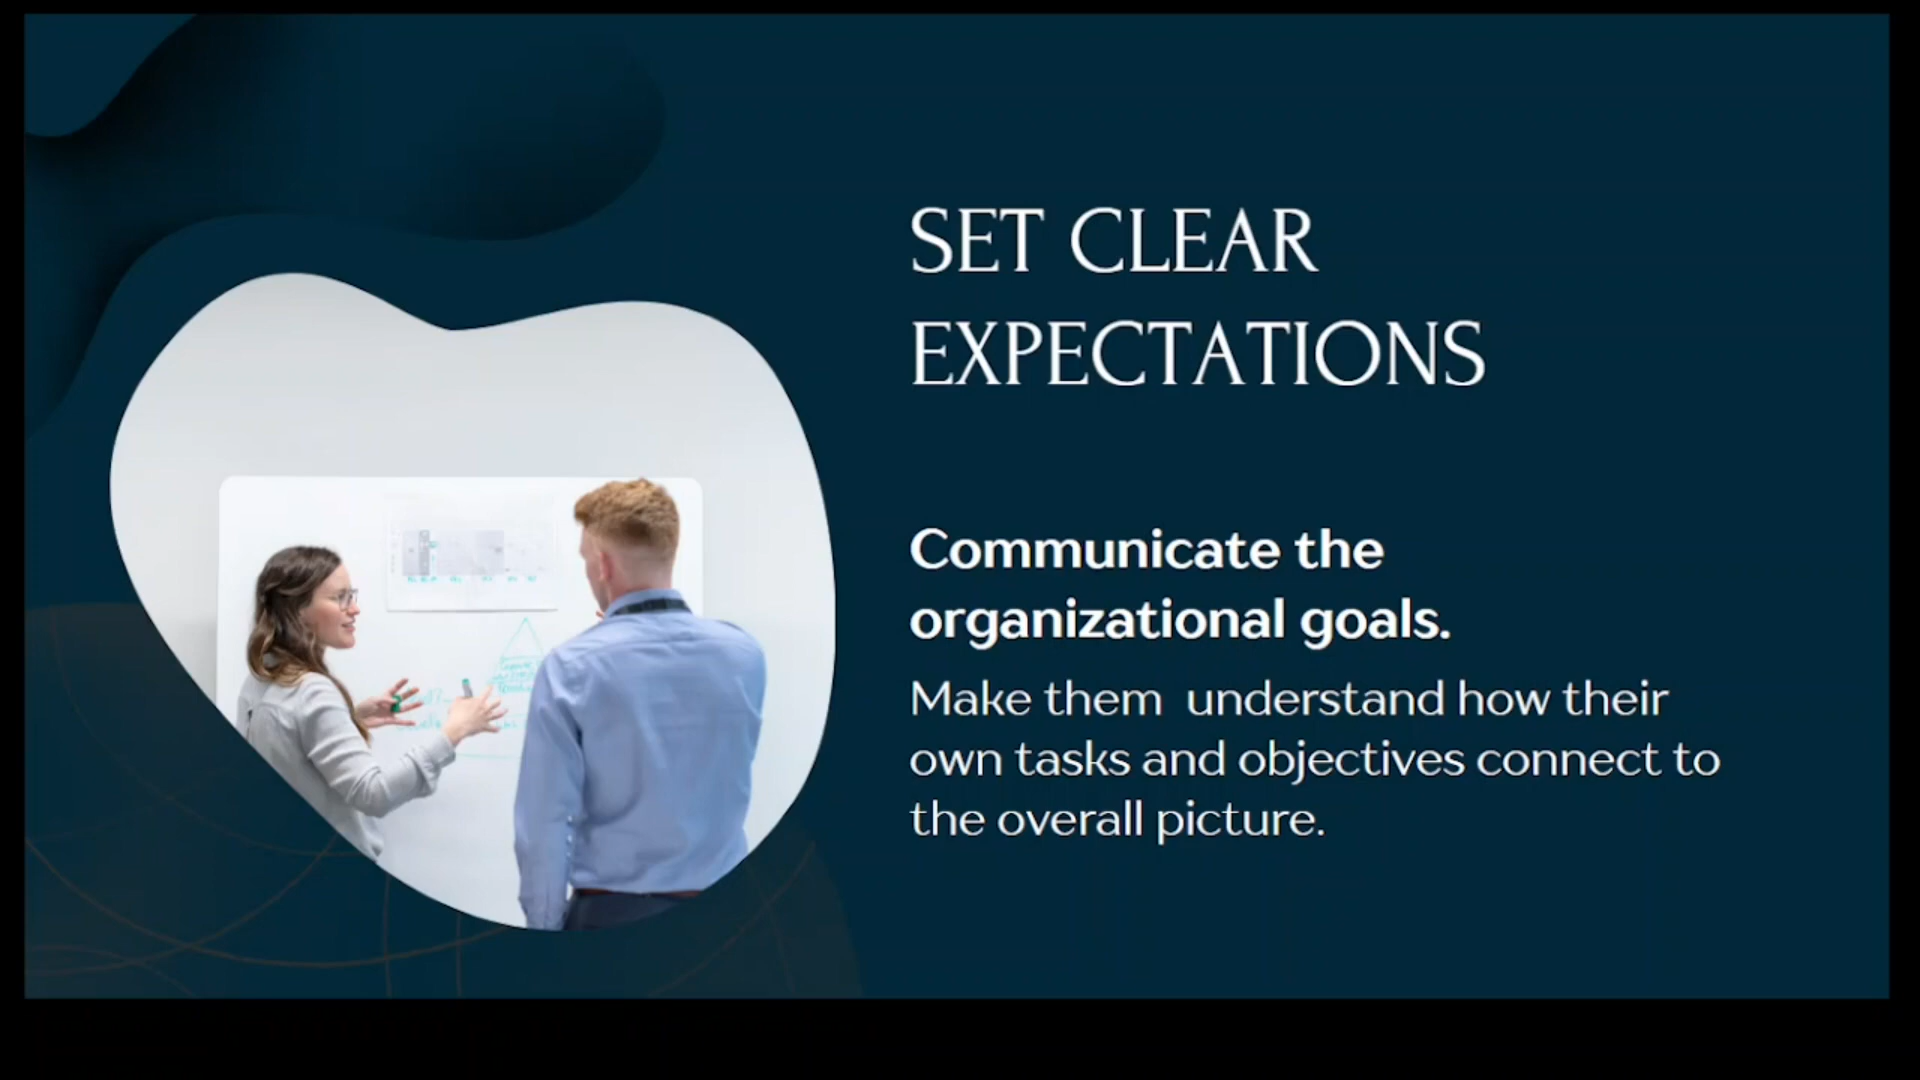 SET CLEAR
EXPECTATIONS
Communicate the
organizational goals.
Make them  understand how their
own tasks and objectives connect to
the overall picture.